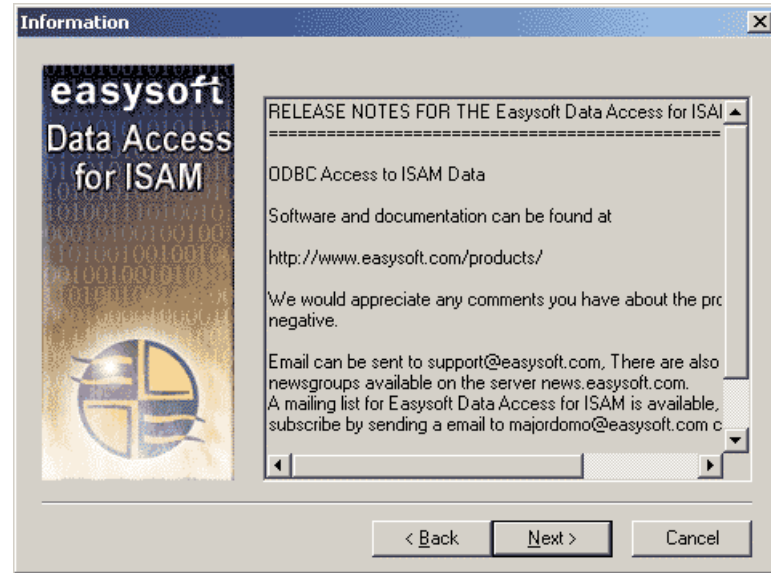 Information
easysoft
Data Access
for ISAM
RELEASE NOTES FOR THE Easysoft Data Access for ISAM
================================================
ODBC Access to ISAM Data
Software and documentation can be found at
http://www.easysoft.com/products/
We would appreciate any comments you have about the
negative.
Email can be sent to support@easysoft.com, There are also
newsgroups available on the server news.easysoft.com.
A mailing list for Easysoft Data Access for ISAM is available,
subscribe by sending a email to majordomo@easysoft.com
< Back
Next >
Cancel